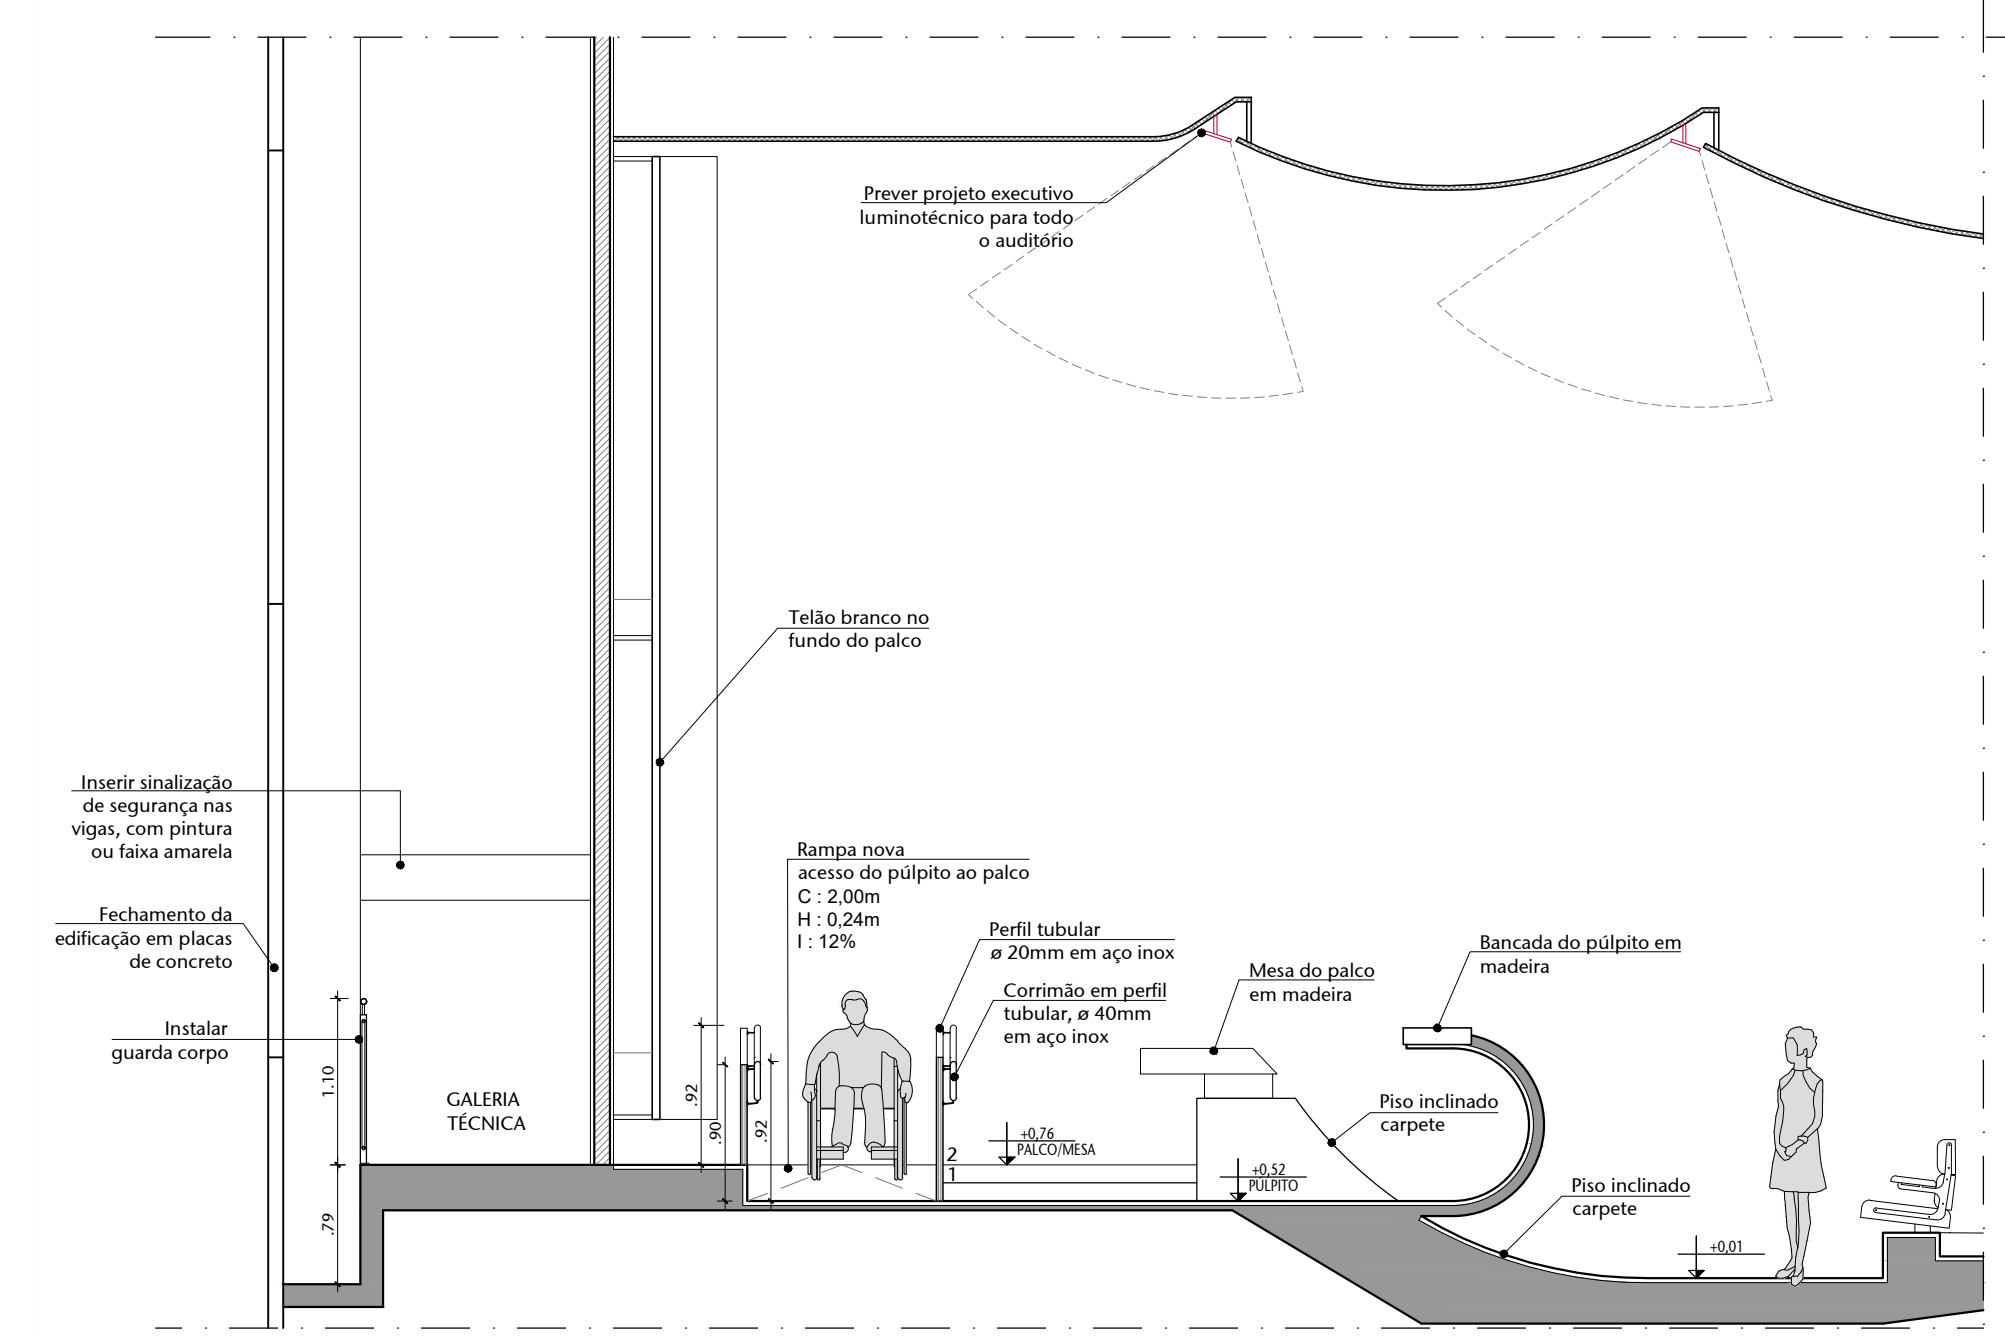 Prever projeto executivo
luminotécnico para todo
o auditório
Telão branco no
fundo do palco
Inserir sinalização
de segurança nas
vigas, com pintura
ou faixa amarela
Rampa nova
acesso do púlpito ao palco
C : 2,00m
H : 0,24m
I : 12%
Fechamento da
edificação em placas
de concreto
Perfil tubular
ø 20mm em aço inox
Bancada do púlpito em
madeira
Mesa do palco
em madeira
Corrimão em perfil
tubular, ø 40mm
em aço inox
Instalar
guarda corpo
1.10
GALERIA
TÉCNICA
.92
.90
.92
Piso inclinado
carpete
+0,76
PALCO/MESA
2
1
+0,52
PÚLPITO
Piso inclinado
carpete
.79
+0,01